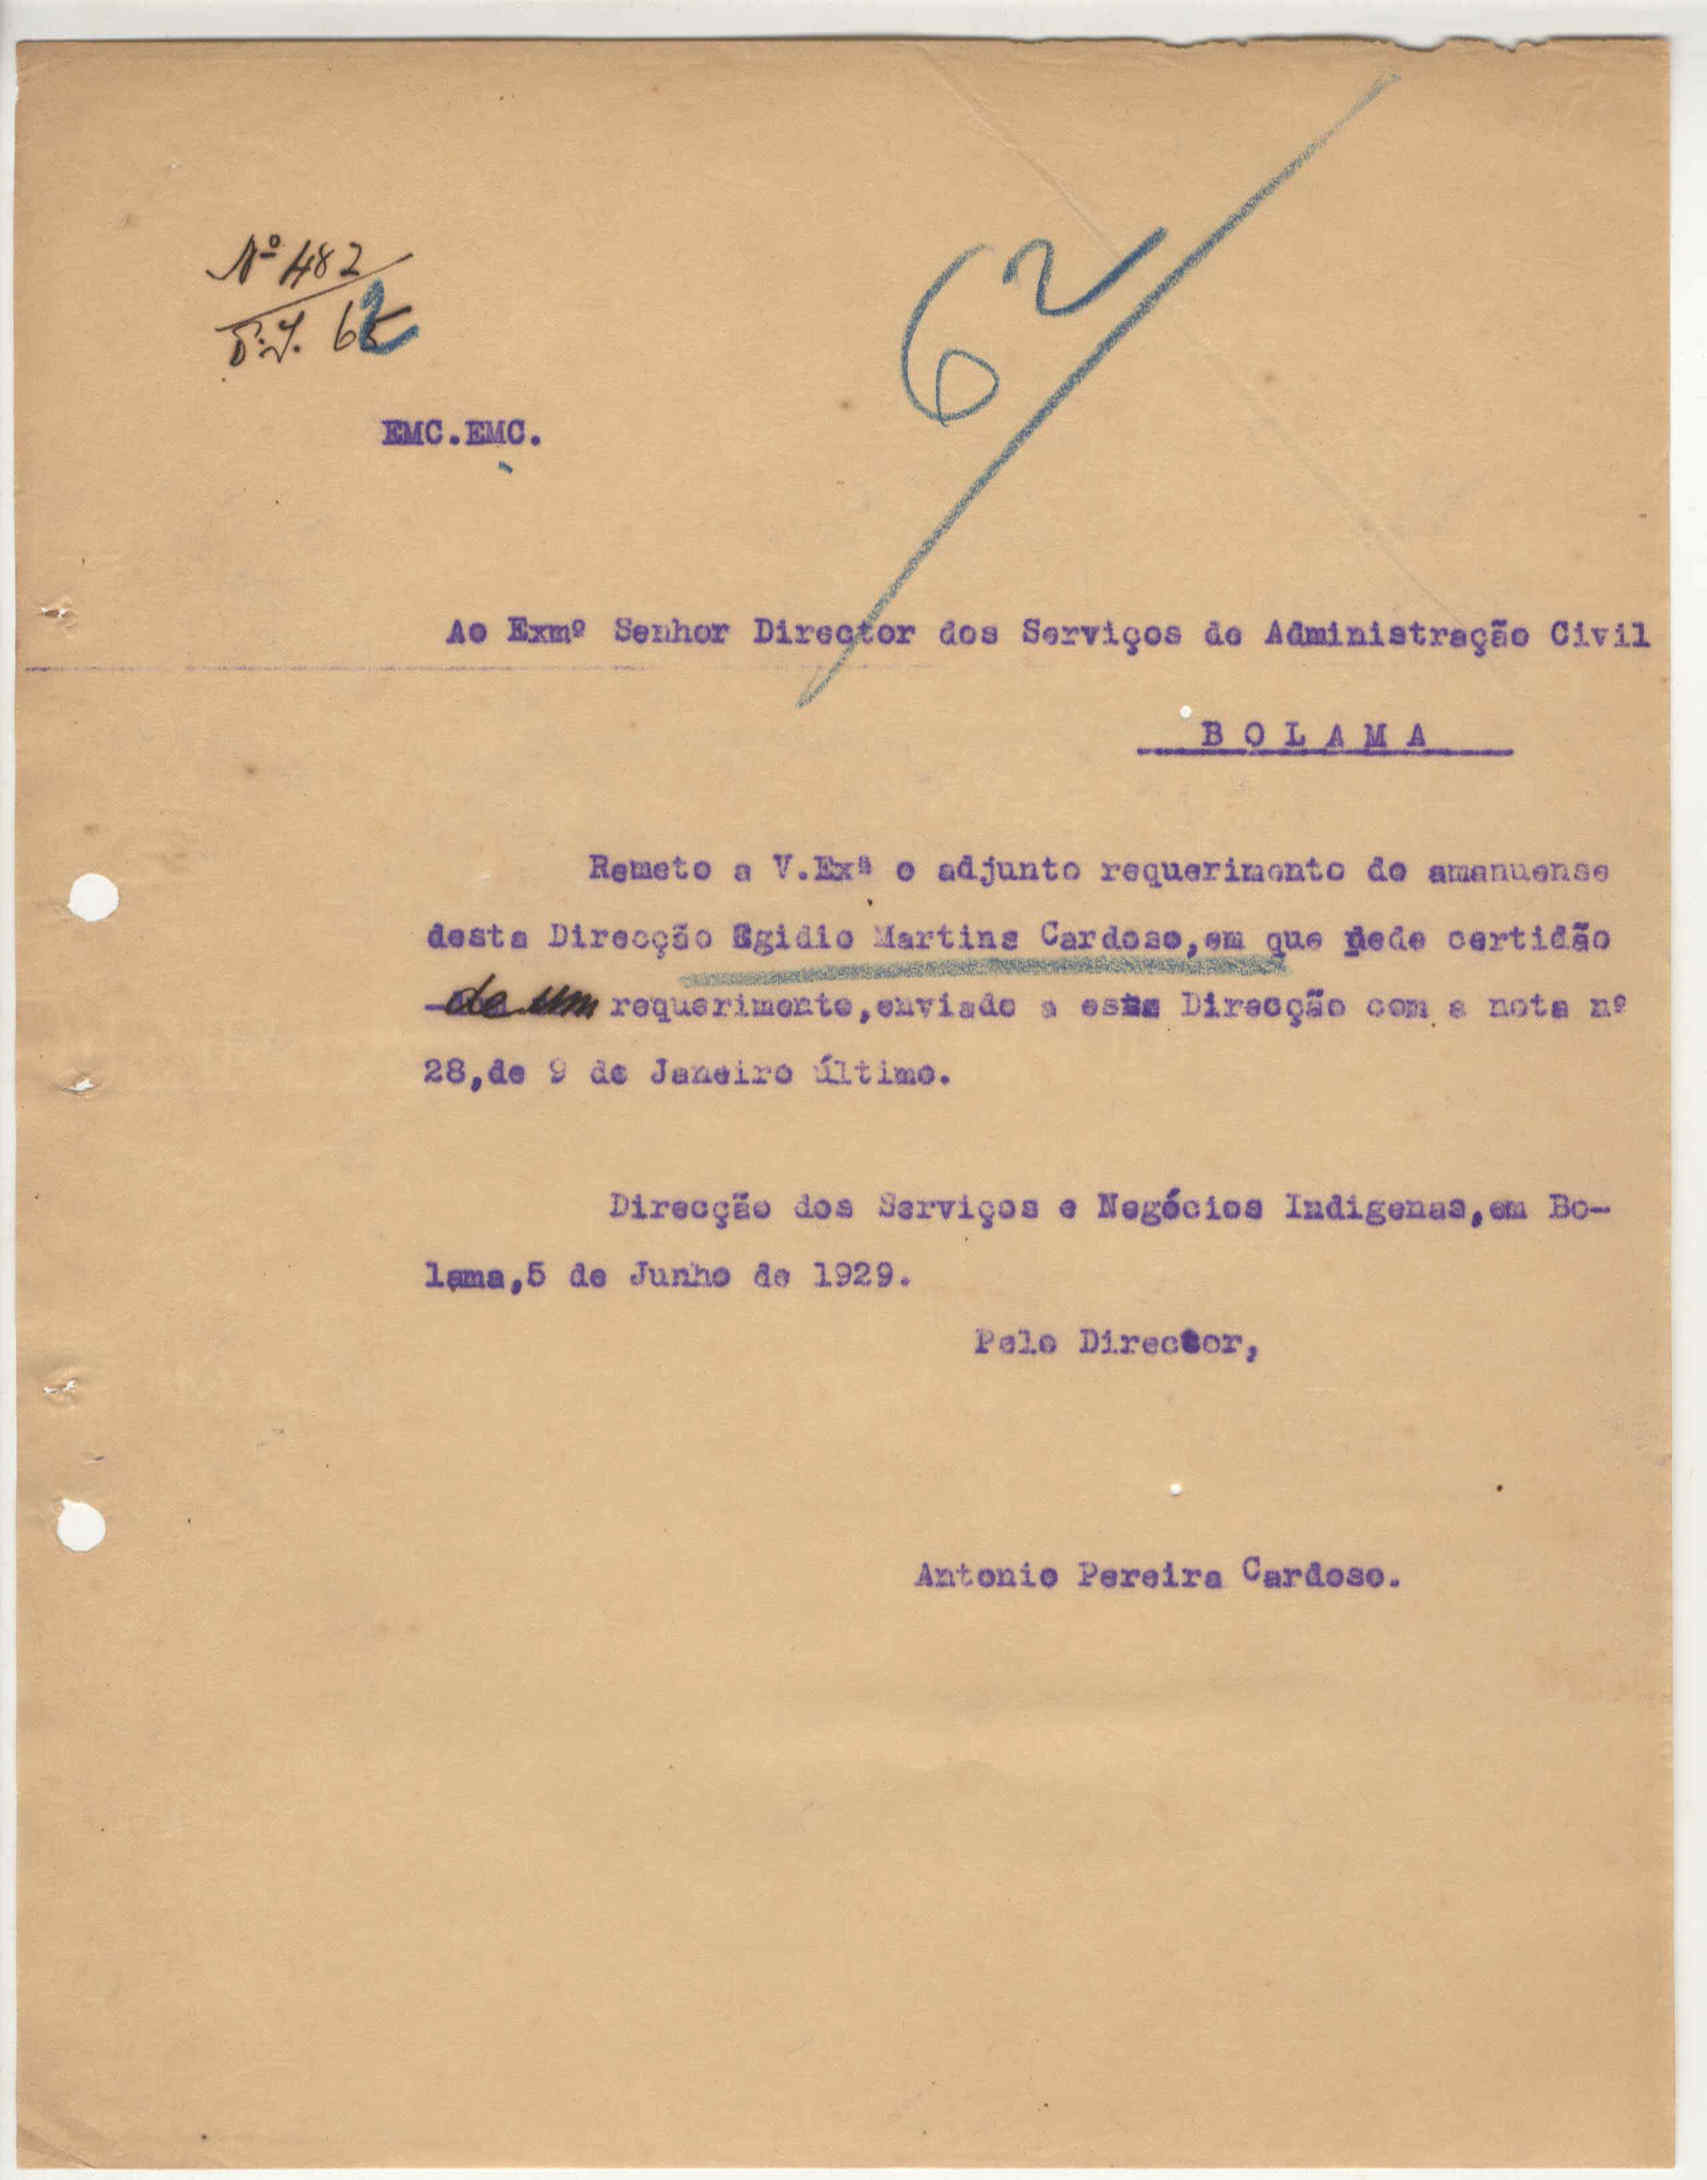 62
Nº 482
62
EMC.EMC.
Ao Exmº Senhor Director dos Serviços de Administração Civil
BOLAMA
Remeto a V.Exª o adjunto requerimento do amanuense
desta Direcção Egidio Martins Cardoso,em que pede certidão
de um requerimento,enviado a esta Direcção com a nota nº
28,de 9 de Janeiro último.
Direcção dos Serviços e Negócios Indigenas,em Bo-
lama,5 de Junho de 1929.
Pelo Director,
Antonio Pereira Cardoso.